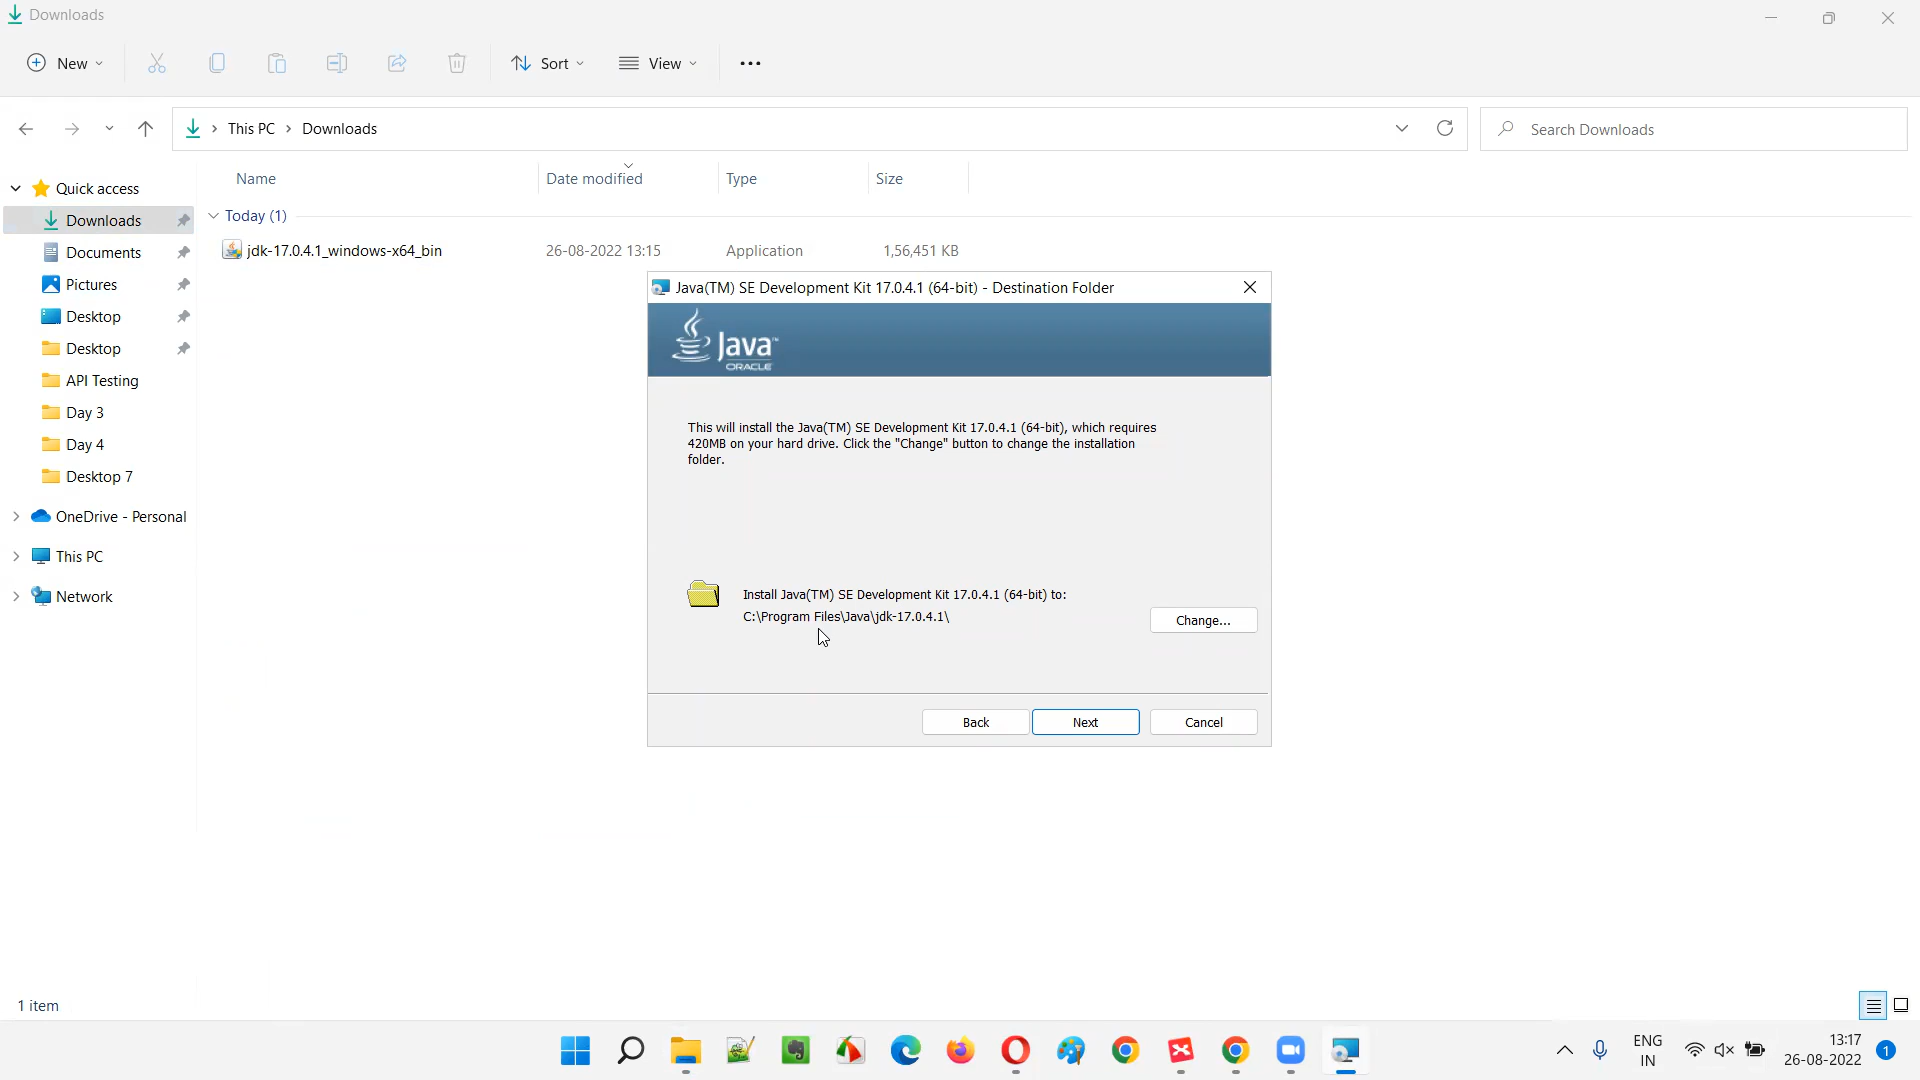 Downloads
New
Sort
View
This PC
Downloads
Search Downloads
Name
Date modified
Type
Size
Quick access
Downloads
Documents
Pictures
Desktop
Desktop
API Testing
Day 3
Day 4
Desktop 7
OneDrive - Personal
This PC
Network
Today (1)
jdk-17.0.4.1_windows-x64_bin
26-08-2022 13:15
Application
1,56,451 KB
Java(TM) SE Development Kit 17.0.4.1 (64-bit) - Destination Folder
Java™
ORACLE
This will install the Java(TM) SE Development Kit 17.0.4.1 (64-bit), which requires
420MB on your hard drive. Click the "Change" button to change the installation
folder.
Install Java(TM) SE Development Kit 17.0.4.1 (64-bit) to:
C:\Program Files\Java\jdk-17.0.4.1\
Change...
Back
Next
Cancel
1 item
ENG
IN
13:17
26-08-2022
1